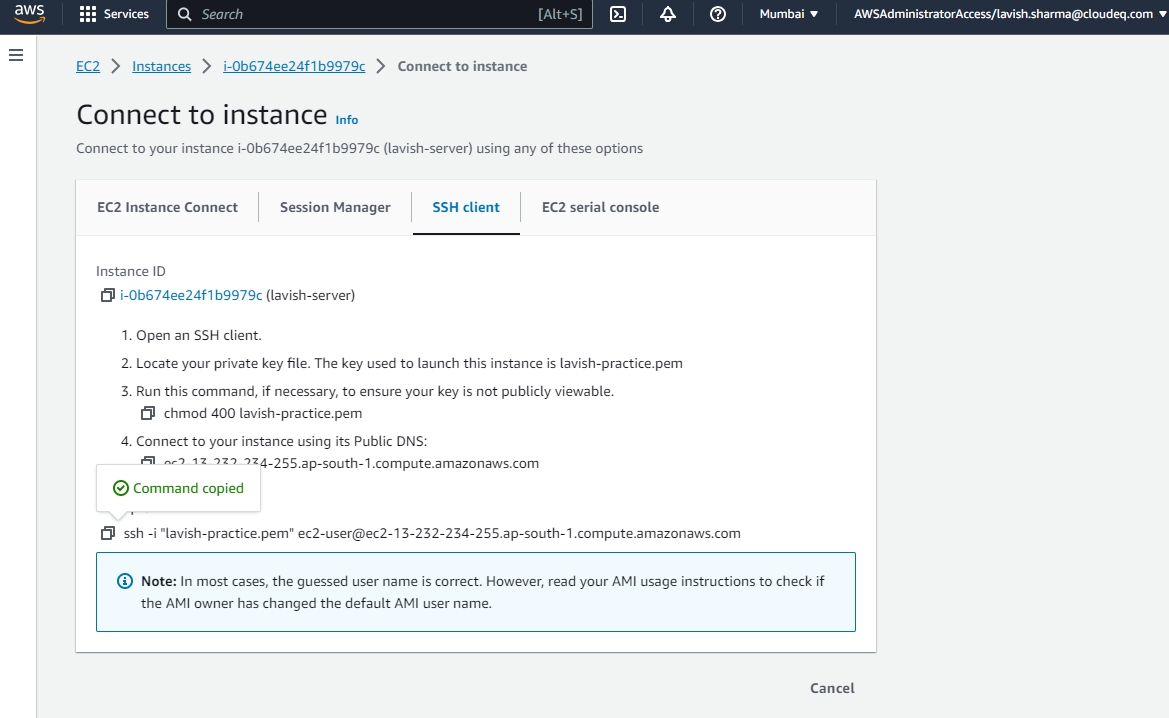 aws
Services
Search
[Alt+S]
Mumbai
AWSAdministratorAccess/lavish.sharma@cloudeq.com
EC2 > Instances > i-0b674ee24f1b9979c > Connect to instance
Connect to instance Info
Connect to your instance i-0b674ee24f1b9979c (lavish-server) using any of these options
EC2 Instance Connect
Session Manager
SSH client
EC2 serial console
Instance ID
i-0b674ee24f1b9979c (lavish-server)
1. Open an SSH client.
2. Locate your private key file. The key used to launch this instance is lavish-practice.pem
3. Run this command, if necessary, to ensure your key is not publicly viewable.
chmod 400 lavish-practice.pem
4. Connect to your instance using its Public DNS:
ec2-13-232-234-255.ap-south-1.compute.amazonaws.com
Command copied
ssh -i "lavish-practice.pem" ec2-user@ec2-13-232-234-255.ap-south-1.compute.amazonaws.com
Note: In most cases, the guessed user name is correct. However, read your AMI usage instructions to check if
the AMI owner has changed the default AMI user name.
Cancel